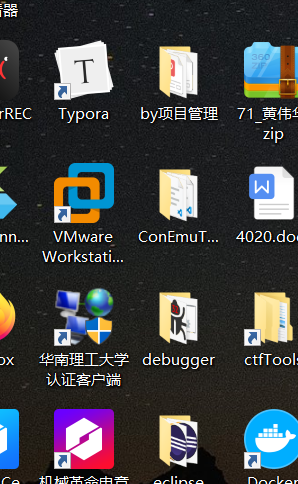 器
rREC
Typora
by项目管理
71_黄伟华
zip
nn...
VMware
Workstati...
ConEmuT...
4020.doc
ox
华南理工大学
认证客户端
debugger
ctfTools
Ce
机械革命电竞
eclipse
Docker